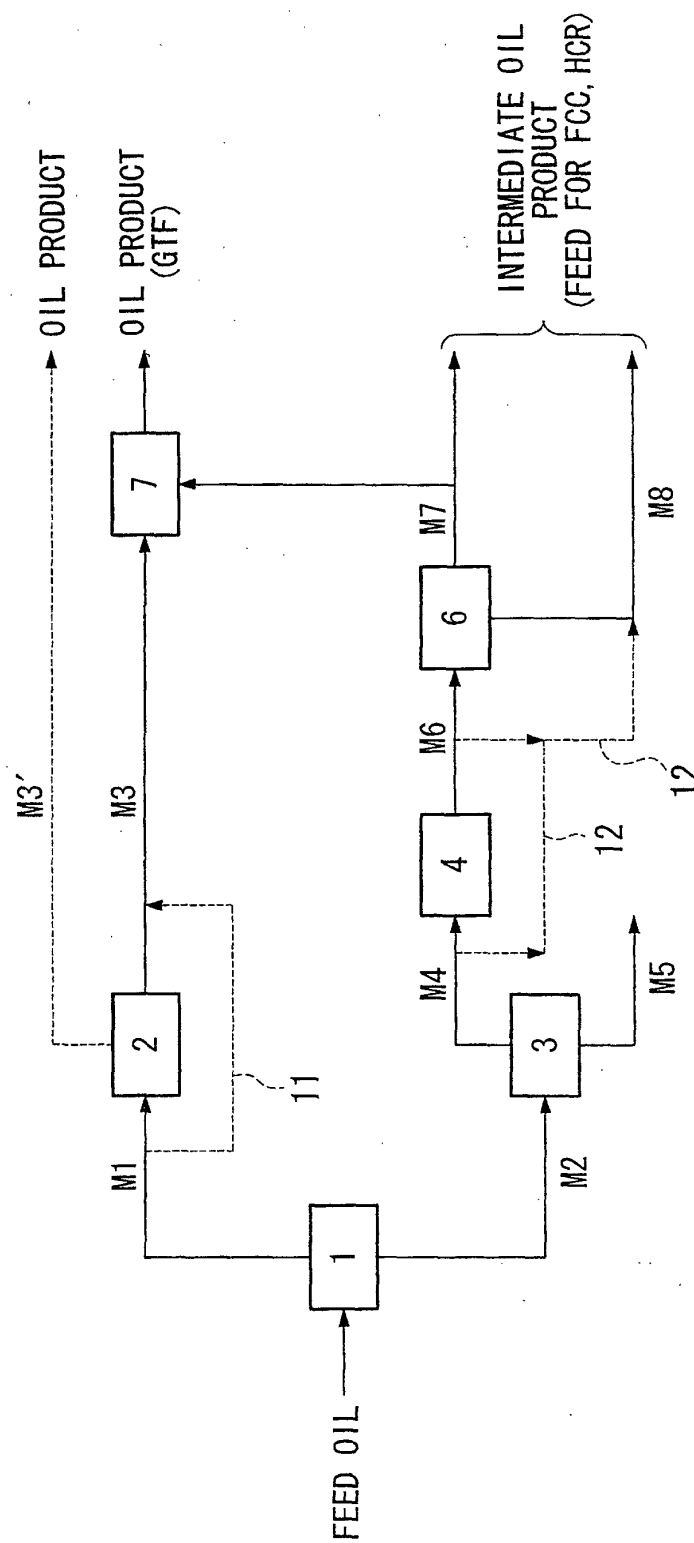 OIL PRODUCT
OIL PRODUCT
(GTF)
M3′
M3
M1
2
7
11
FEED OIL
1
M2
3
M4
M5
4
M6
6
M7
M8
12
12
INTERMEDIATE OIL
PRODUCT
(FEED FOR FCC, HCR)